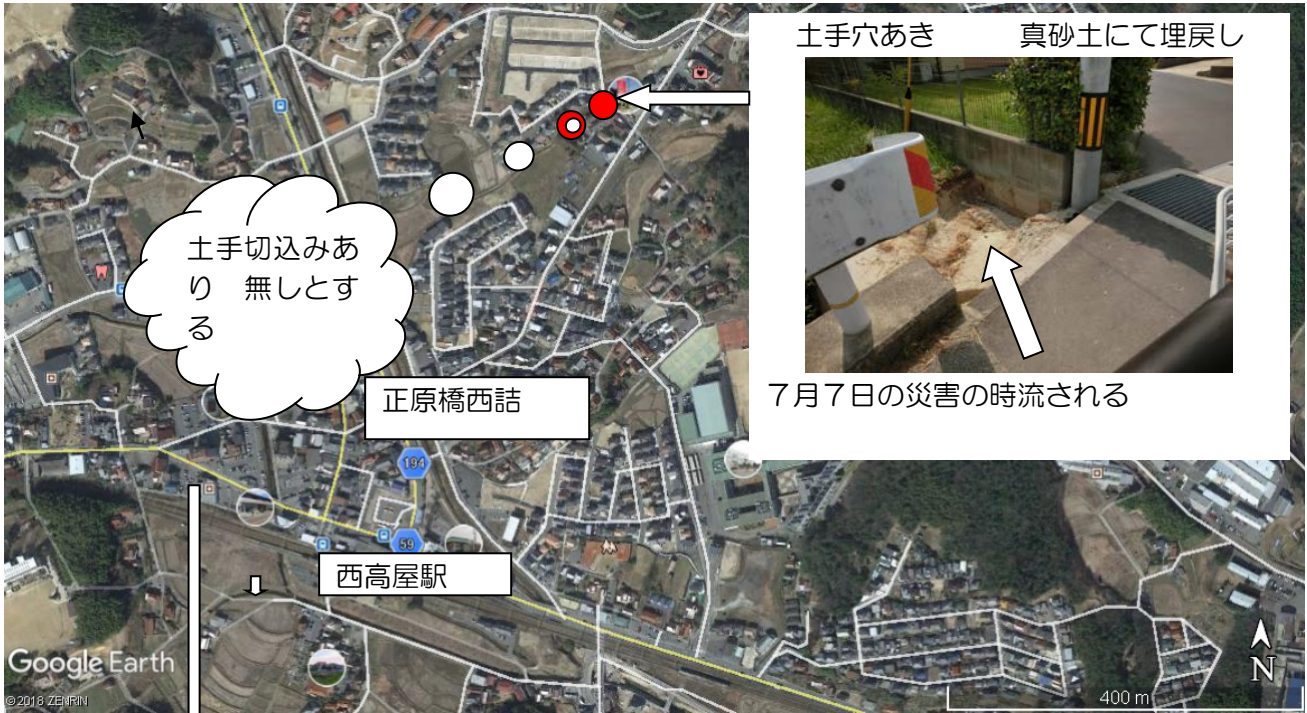 土手穴あき　　　真砂土にて埋戻し
７月７日の災害の時流される
土手切込みあ
り　無しとす
る
正原橋西詰
194
59
西高屋駅
Google Earth
©2018 ZENRIN
400 m
N